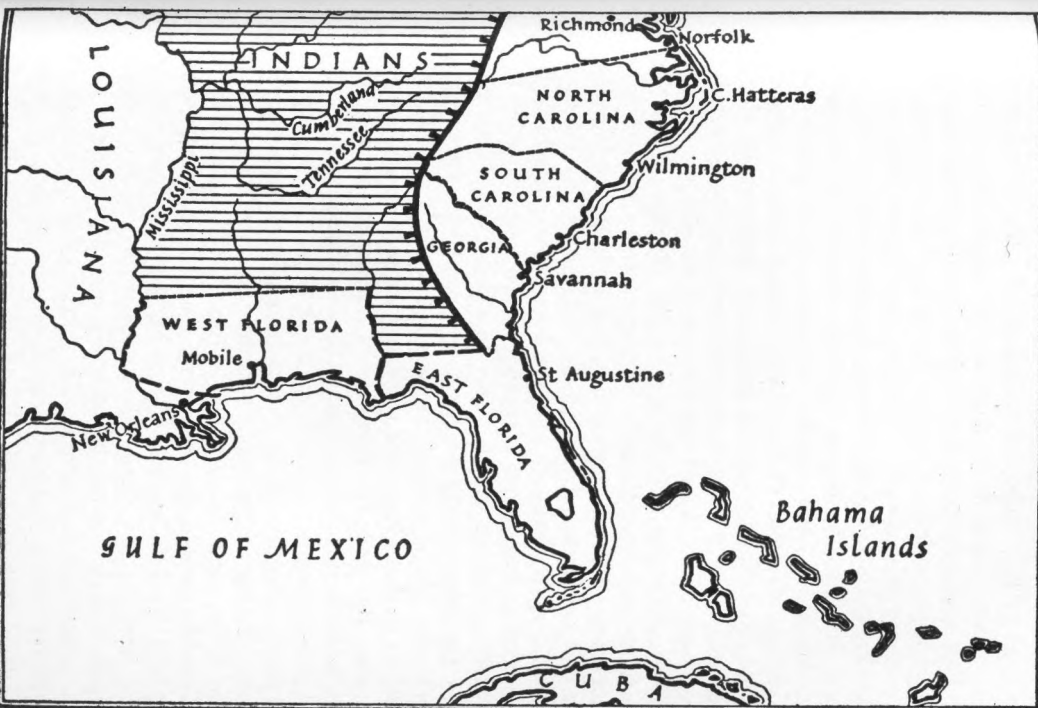 Richmond
Norfolk
LOUISIANA
INDIANS
Cumberland
NORTH
CAROLINA
C. Hatteras
Tennessee
Mississippi
Wilmington
SOUTH
CAROLINA
GEORGIA
Charleston
Savannah
WEST FLORIDA
Mobile
EAST FLORIDA
St Augustine
New Orleans
GULF OF MEXICO
Bahama
Islands
CUBA